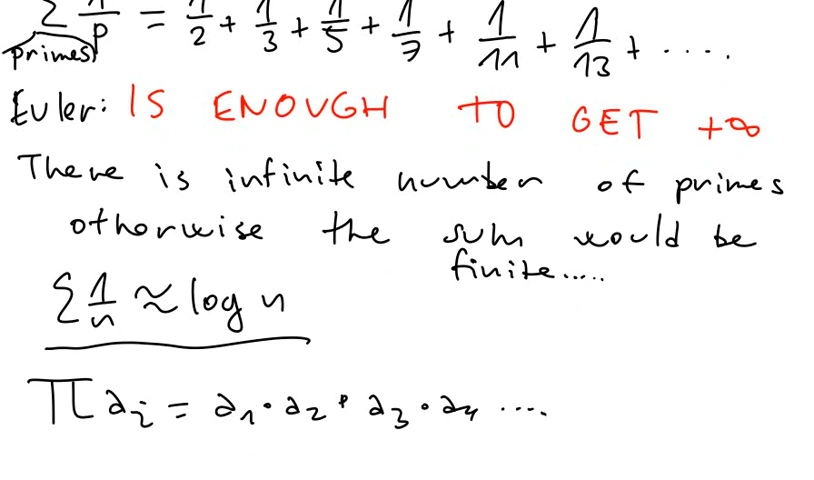 Σ 1/p = 1/2 + 1/3 + 1/5 + 1/7 + 1/11 + 1/13 + ....
primes
Euler: IS ENOUGH TO GET +∞
There is infinite number of primes
otherwise the sum would be
finite.....
Σ 1/n ≈ log n
∏ a_i = a_1 · a_2 · a_3 · a_4 ....